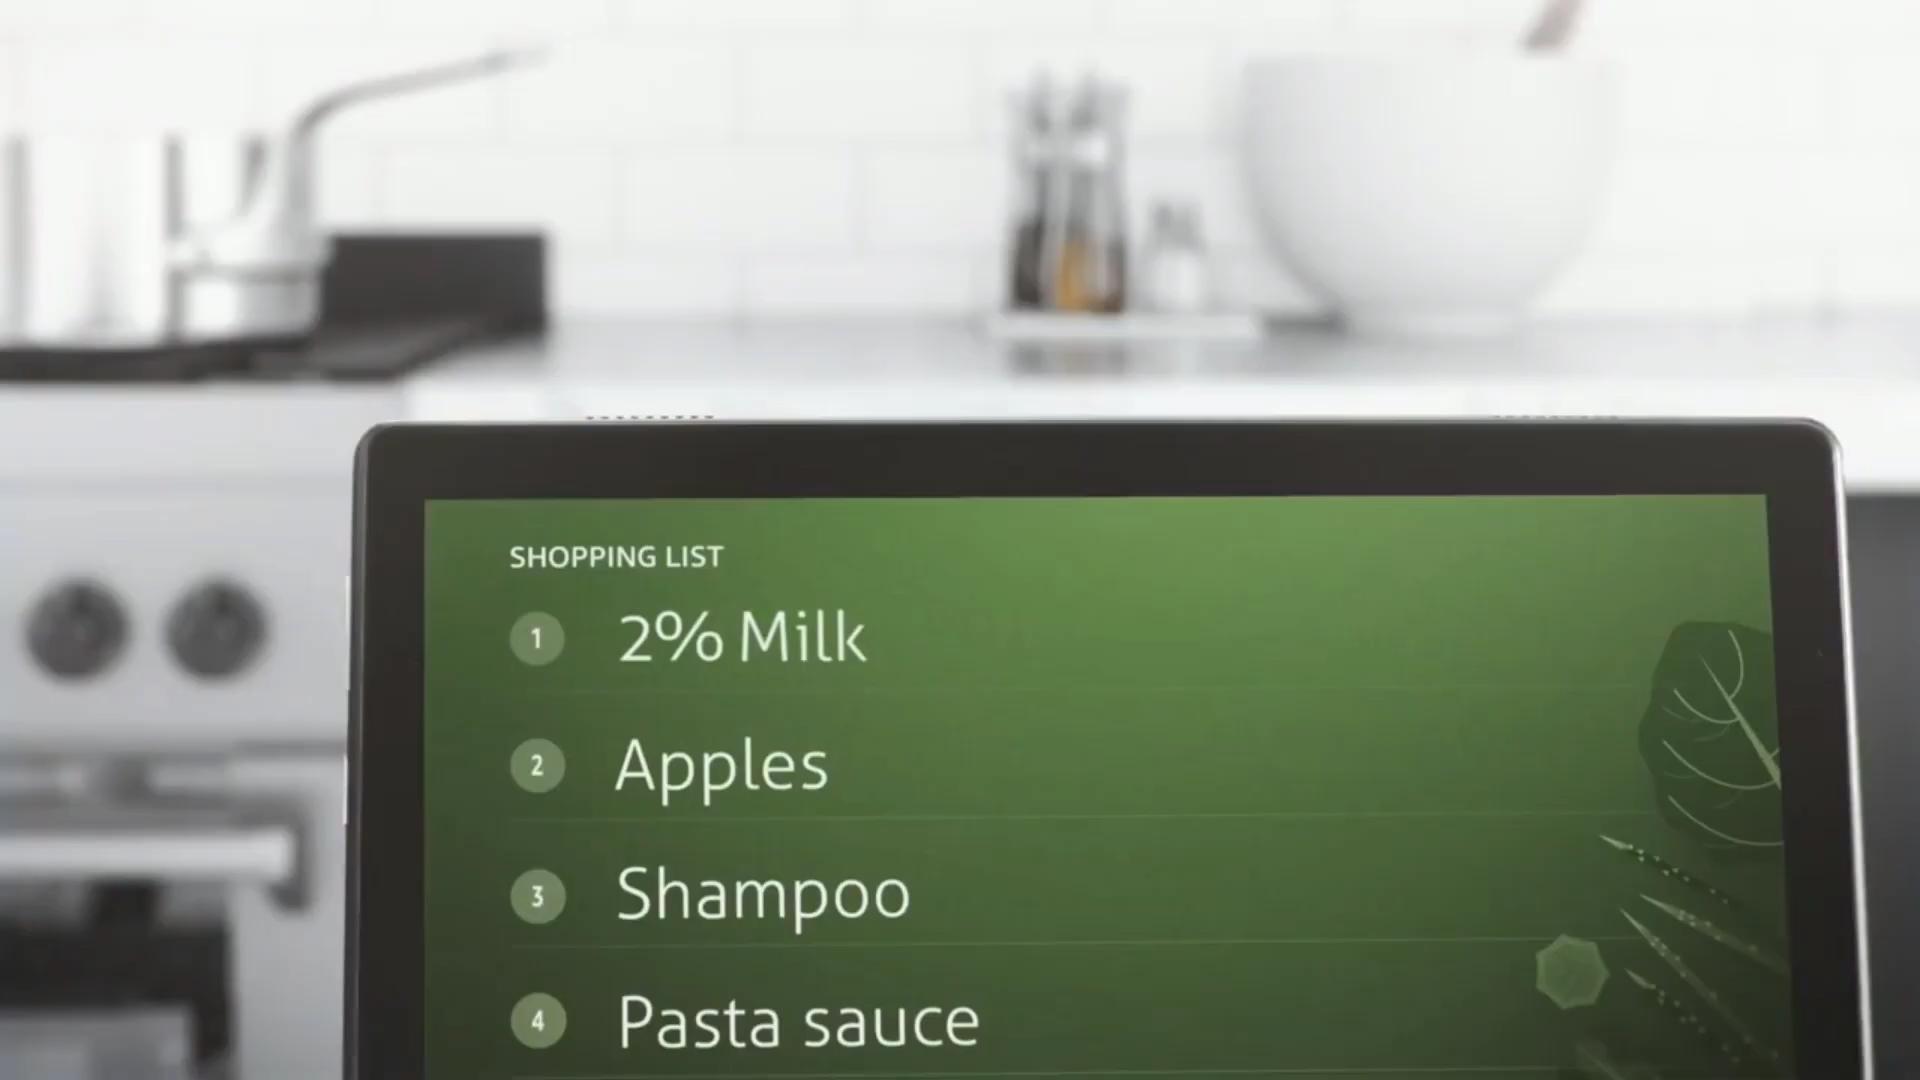 SHOPPING LIST
1 2% Milk
2 Apples
3 Shampoo
4 Pasta sauce